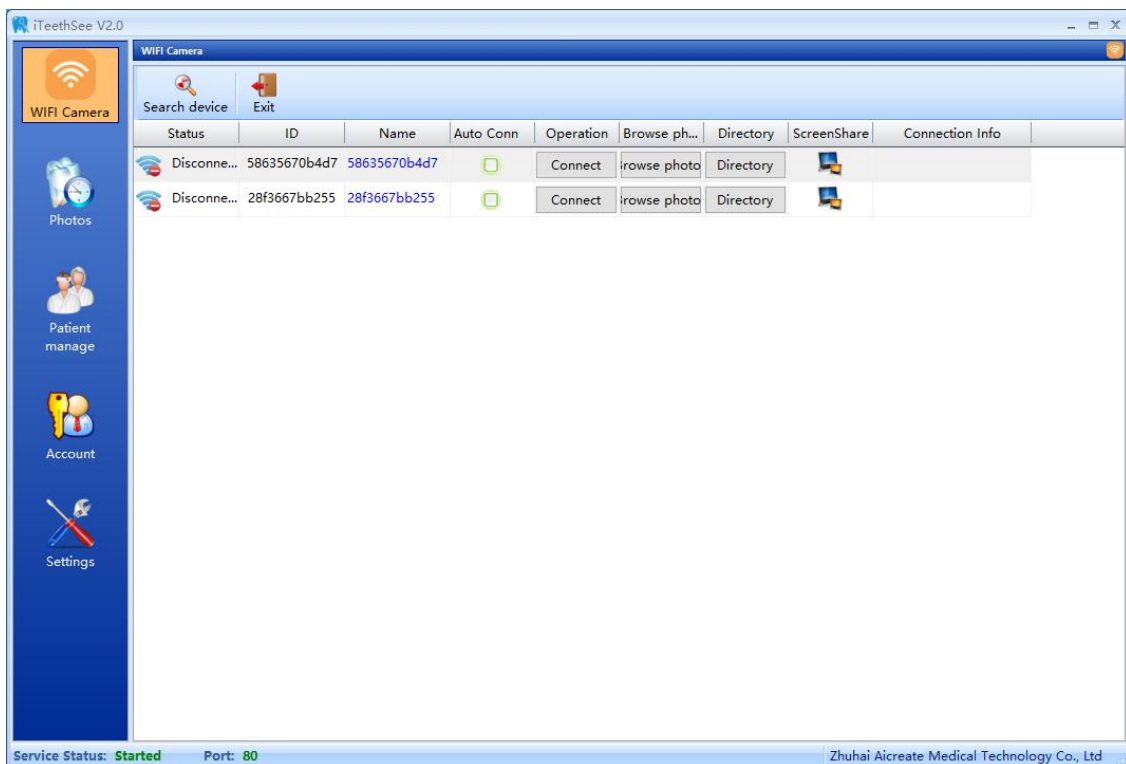 iTeethSee V2.0
WIFI Camera
WIFI Camera
Search device Exit
Status ID Name Auto Conn Operation Browse ph... Directory ScreenShare Connection Info
Disconne... 58635670b4d7 58635670b4d7 Connect rowse photo Directory
Disconne... 28f3667bb255 28f3667bb255 Connect rowse photo Directory
Photos
Patient
manage
Account
Settings
Service Status: Started Port: 80 Zhuhai Aicreate Medical Technology Co., Ltd